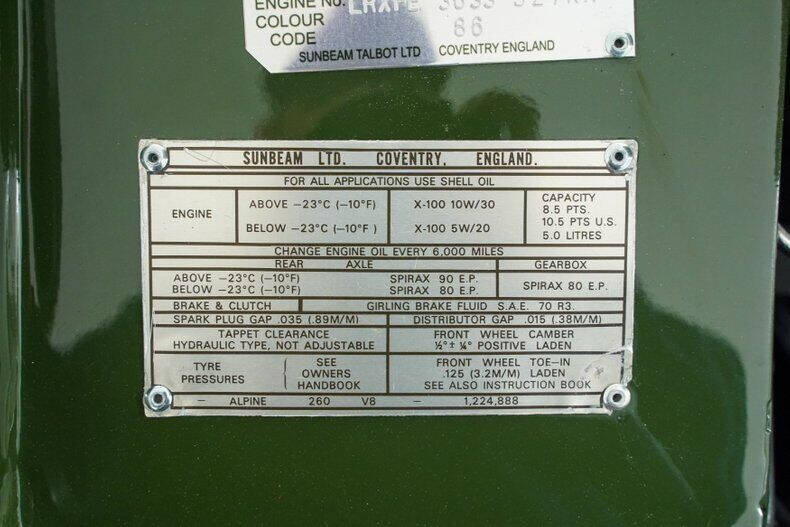 ENGINE No.
COLOUR
CODE 86
SUNBEAM TALBOT LTD COVENTRY ENGLAND
SUNBEAM LTD. COVENTRY. ENGLAND.
FOR ALL APPLICATIONS USE SHELL OIL
ENGINE
ABOVE –23°C (–10°F)
BELOW –23°C (–10°F )
X-100 10W/30
X-100 5W/20
CAPACITY
8.5 PTS.
10.5 PTS U.S.
5.0 LITRES
CHANGE ENGINE OIL EVERY 6,000 MILES
REAR AXLE
GEARBOX
ABOVE –23°C (–10°F) SPIRAX 90 E.P.
BELOW –23°C (–10°F) SPIRAX 80 E.P.
SPIRAX 80 E.P.
BRAKE & CLUTCH
GIRLING BRAKE FLUID S.A.E. 70 R3
SPARK PLUG GAP .035 (.89M/M)
DISTRIBUTOR GAP .015 (.38M/M)
TAPPET CLEARANCE
HYDRAULIC TYPE, NOT ADJUSTABLE
FRONT WHEEL CAMBER
½° ± ¼° POSITIVE LADEN
TYRE
PRESSURES
SEE
OWNERS
HANDBOOK
FRONT WHEEL TOE–IN
.125 (3.2M/M) LADEN
SEE ALSO INSTRUCTION BOOK
– ALPINE 260 V8 – 1,224,888